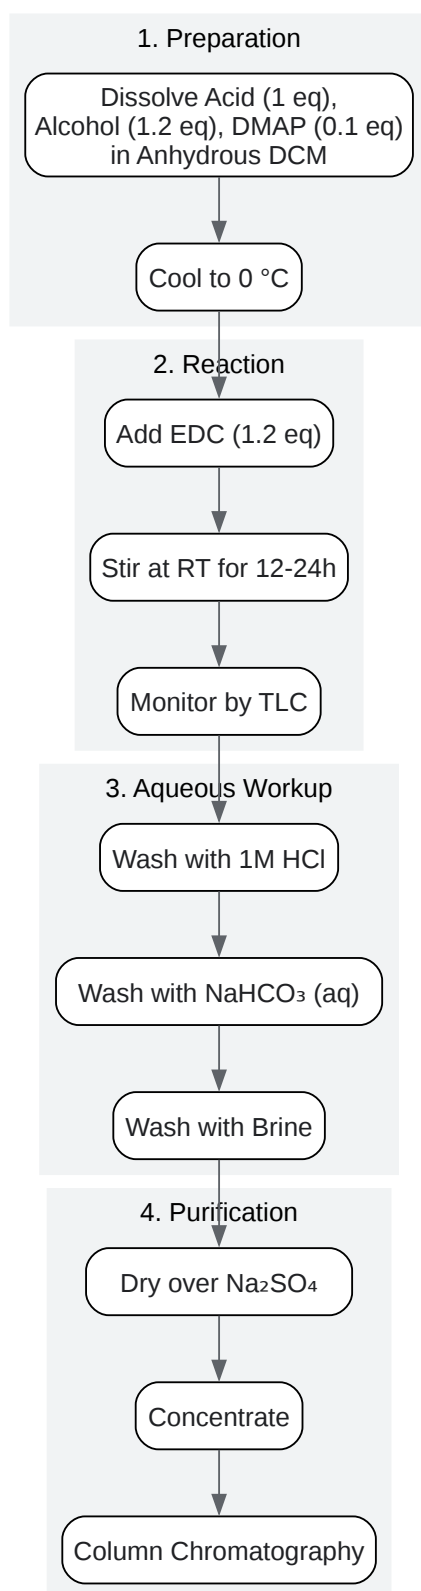 1. Preparation
Dissolve Acid (1 eq),
Alcohol (1.2 eq), DMAP (0.1 eq)
in Anhydrous DCM
Cool to 0 °C
2. Reaction
Add EDC (1.2 eq)
Stir at RT for 12-24h
Monitor by TLC
3. Aqueous Workup
Wash with 1M HCl
Wash with NaHCO₃ (aq)
Wash with Brine
4. Purification
Dry over Na₂SO₄
Concentrate
Column Chromatography